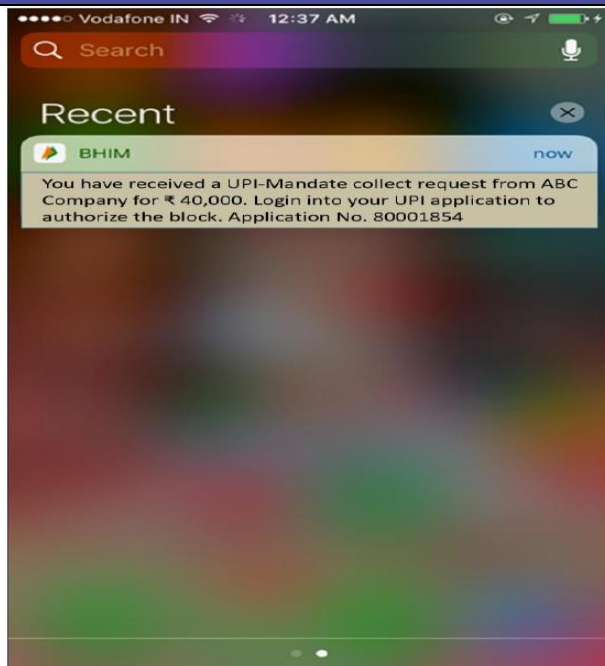 Vodafone IN 12:37 AM
Search
Recent
BHIM now
You have received a UPI-Mandate collect request from ABC
Company for ₹ 40,000. Login into your UPI application to
authorize the block. Application No. 80001854